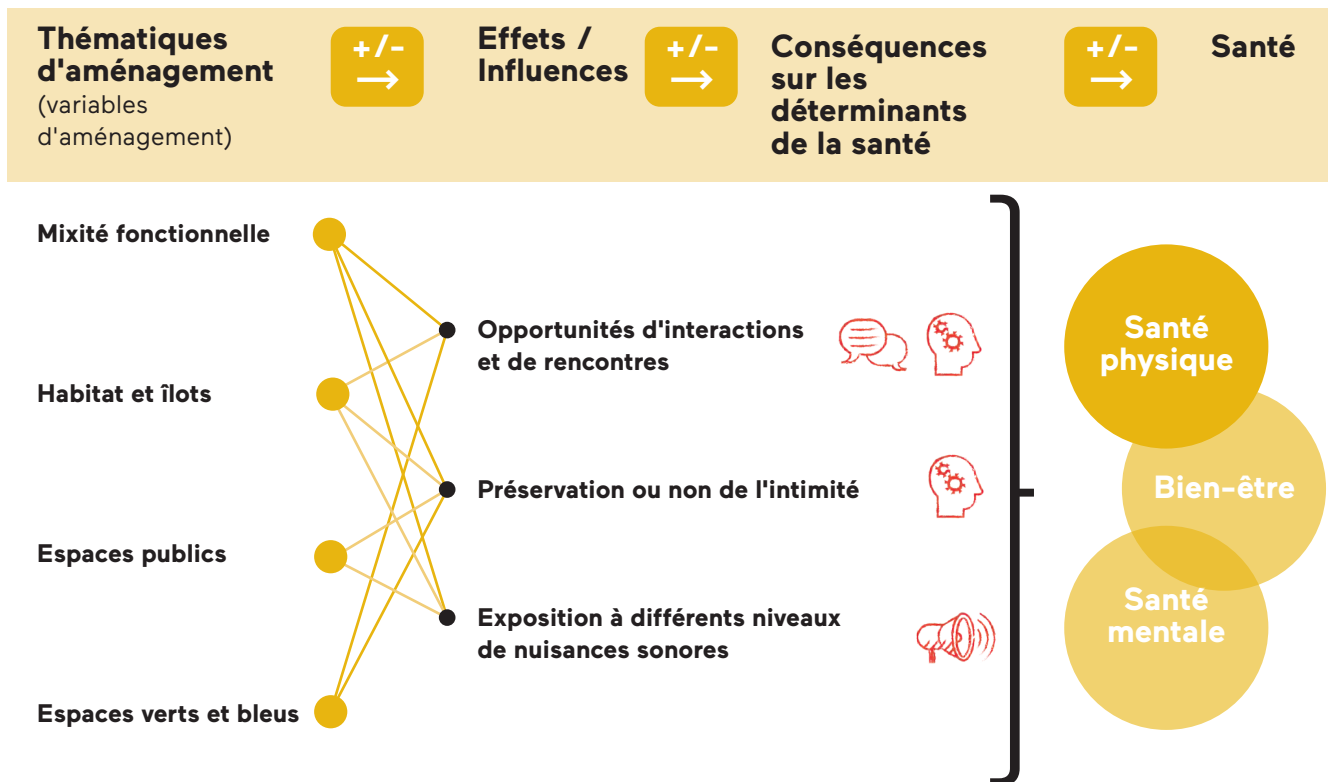 Thématiques
d'aménagement
(variables
d'aménagement)
+/-
→
Effets /
Influences
+/-
→
Conséquences
sur les
déterminants
de la santé
+/-
→
Santé
Mixité fonctionnelle
Habitat et îlots
Espaces publics
Espaces verts et bleus
Opportunités d'interactions
et de rencontres
Préservation ou non de l'intimité
Exposition à différents niveaux
de nuisances sonores
Santé
physique
Bien-être
Santé
mentale